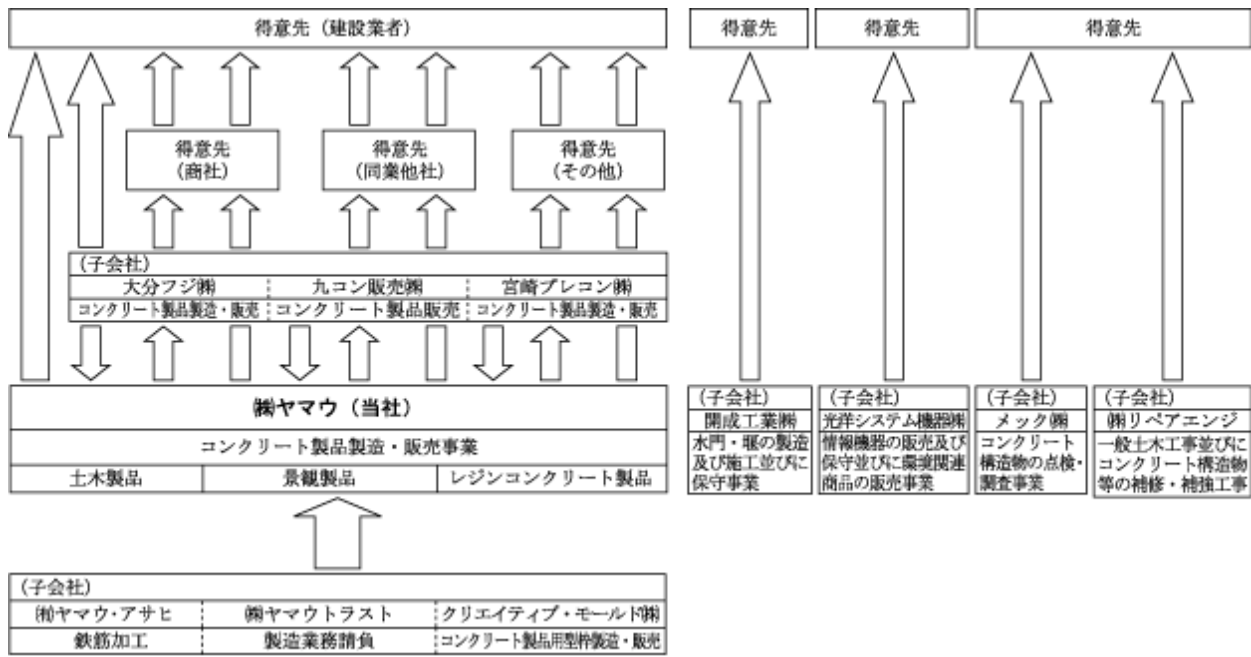 得意先（建設業者）
得意先
得意先
得意先
得意先
（商社）
得意先
（同業他社）
得意先
（その他）
（子会社）
大分フジ㈱
九コン販売㈱
宮崎プレコン㈱
コンクリート製品製造・販売
コンクリート製品販売
コンクリート製品製造・販売
㈱ヤマウ（当社）
コンクリート製品製造・販売事業
土木製品
景観製品
レジンコンクリート製品
（子会社）
開成工業㈱
水門・堰の製造
及び施工並びに
保守事業
（子会社）
光洋システム機器㈱
情報機器の販売及び
保守並びに環境関連
商品の販売事業
（子会社）
メック㈱
コンクリート
構造物の点検・
調査事業
（子会社）
㈱リペアエンジ
一般土木工事並びに
コンクリート構造物
等の補修・補強工事
（子会社）
㈲ヤマウ・アサヒ
㈱ヤマウトラスト
クリエイティブ・モールド㈱
鉄筋加工
製造業務請負
コンクリート製品用型枠製造・販売